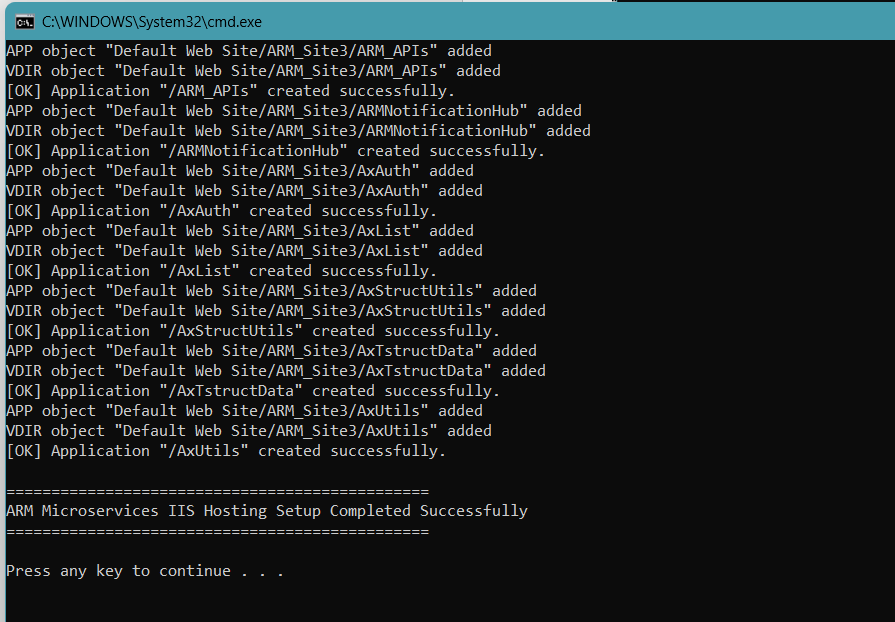 C:\WINDOWS\System32\cmd.exe
APP object "Default Web Site/ARM_Site3/ARM_APIs" added
VDIR object "Default Web Site/ARM_Site3/ARM_APIs" added
[OK] Application "/ARM_APIs" created successfully.
APP object "Default Web Site/ARM_Site3/ARMNotificationHub" added
VDIR object "Default Web Site/ARM_Site3/ARMNotificationHub" added
[OK] Application "/ARMNotificationHub" created successfully.
APP object "Default Web Site/ARM_Site3/AxAuth" added
VDIR object "Default Web Site/ARM_Site3/AxAuth" added
[OK] Application "/AxAuth" created successfully.
APP object "Default Web Site/ARM_Site3/AxList" added
VDIR object "Default Web Site/ARM_Site3/AxList" added
[OK] Application "/AxList" created successfully.
APP object "Default Web Site/ARM_Site3/AxStructUtils" added
VDIR object "Default Web Site/ARM_Site3/AxStructUtils" added
[OK] Application "/AxStructUtils" created successfully.
APP object "Default Web Site/ARM_Site3/AxTstructData" added
VDIR object "Default Web Site/ARM_Site3/AxTstructData" added
[OK] Application "/AxTstructData" created successfully.
APP object "Default Web Site/ARM_Site3/AxUtils" added
VDIR object "Default Web Site/ARM_Site3/AxUtils" added
[OK] Application "/AxUtils" created successfully.
===============================================
ARM Microservices IIS Hosting Setup Completed Successfully
===============================================
Press any key to continue . . .